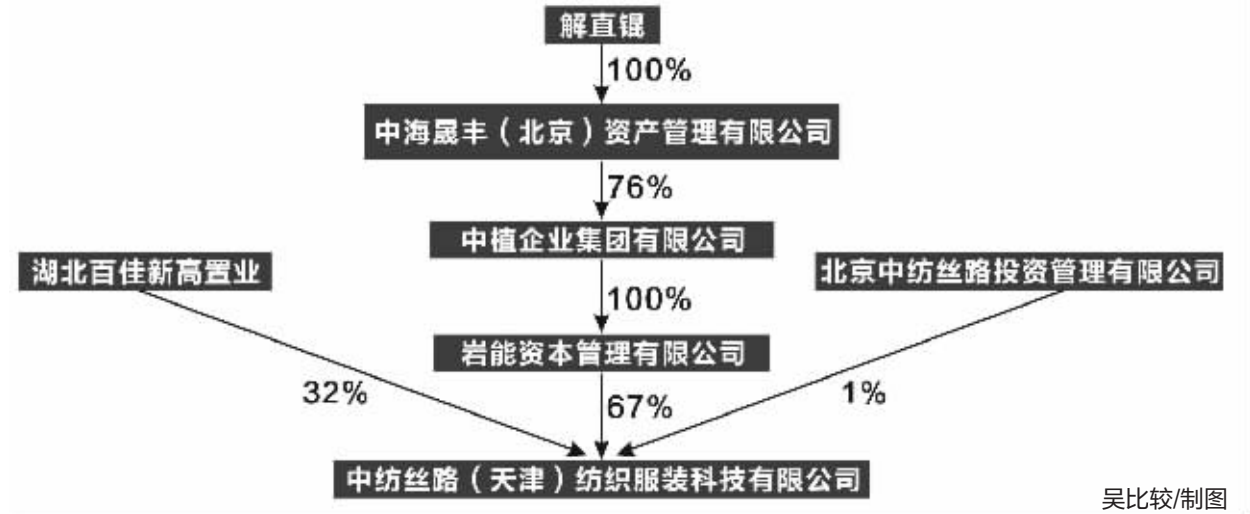 解直锟
100%
中海晟丰（北京）资产管理有限公司
76%
中植企业集团有限公司
湖北百佳新高置业
北京中纺丝路投资管理有限公司
100%
岩能资本管理有限公司
32%
67%
1%
中纺丝路（天津）纺织服装科技有限公司
吴比较/制图